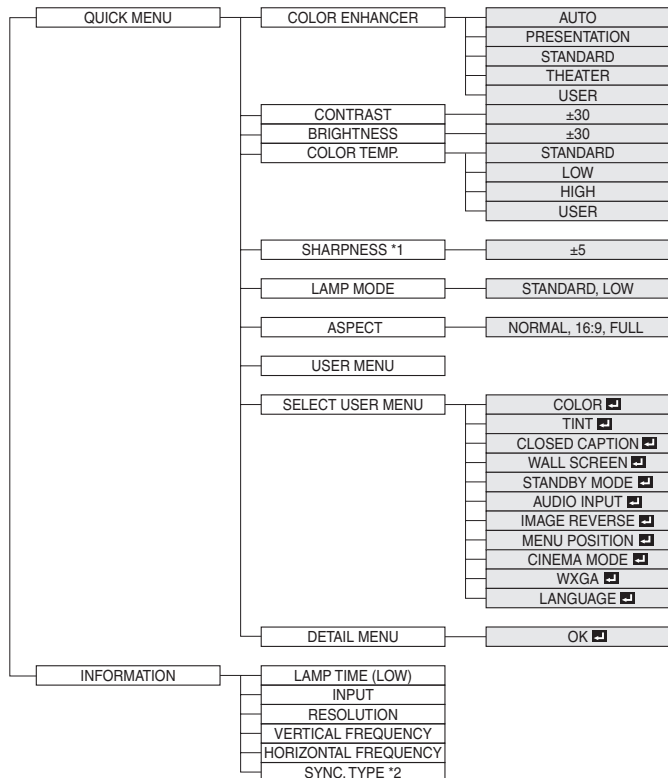 QUICK MENU
COLOR ENHANCER
AUTO
PRESENTATION
STANDARD
THEATER
USER
CONTRAST
±30
BRIGHTNESS
±30
COLOR TEMP.
STANDARD
LOW
HIGH
USER
SHARPNESS *1
±5
LAMP MODE
STANDARD, LOW
ASPECT
NORMAL, 16:9, FULL
USER MENU
SELECT USER MENU
COLOR
TINT
CLOSED CAPTION
WALL SCREEN
STANDBY MODE
AUDIO INPUT
IMAGE REVERSE
MENU POSITION
CINEMA MODE
WXGA
LANGUAGE
DETAIL MENU
OK
INFORMATION
LAMP TIME (LOW)
INPUT
RESOLUTION
VERTICAL FREQUENCY
HORIZONTAL FREQUENCY
SYNC. TYPE *2